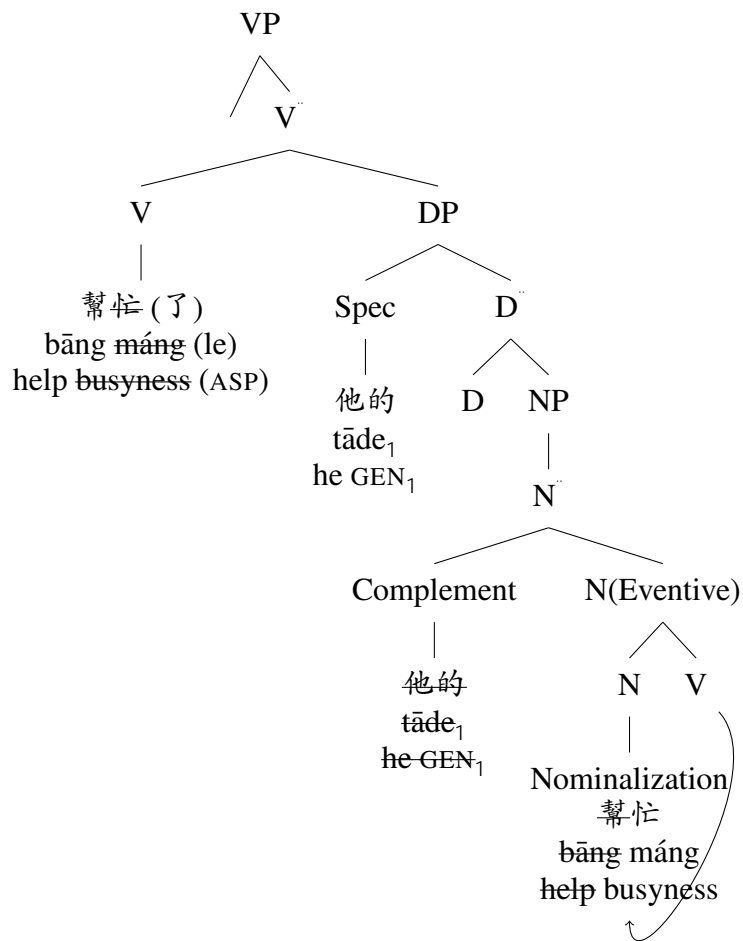 VP
V¨
V DP
幫忙 (了) Spec D¨
bāng máng (le)
help busyness (ASP) 他的 D NP
tāde₁
he GEN₁ N¨
Complement N(Eventive)
他的 N V
tāde₁
he GEN₁ Nominalization
幫忙
bāng máng
help busyness